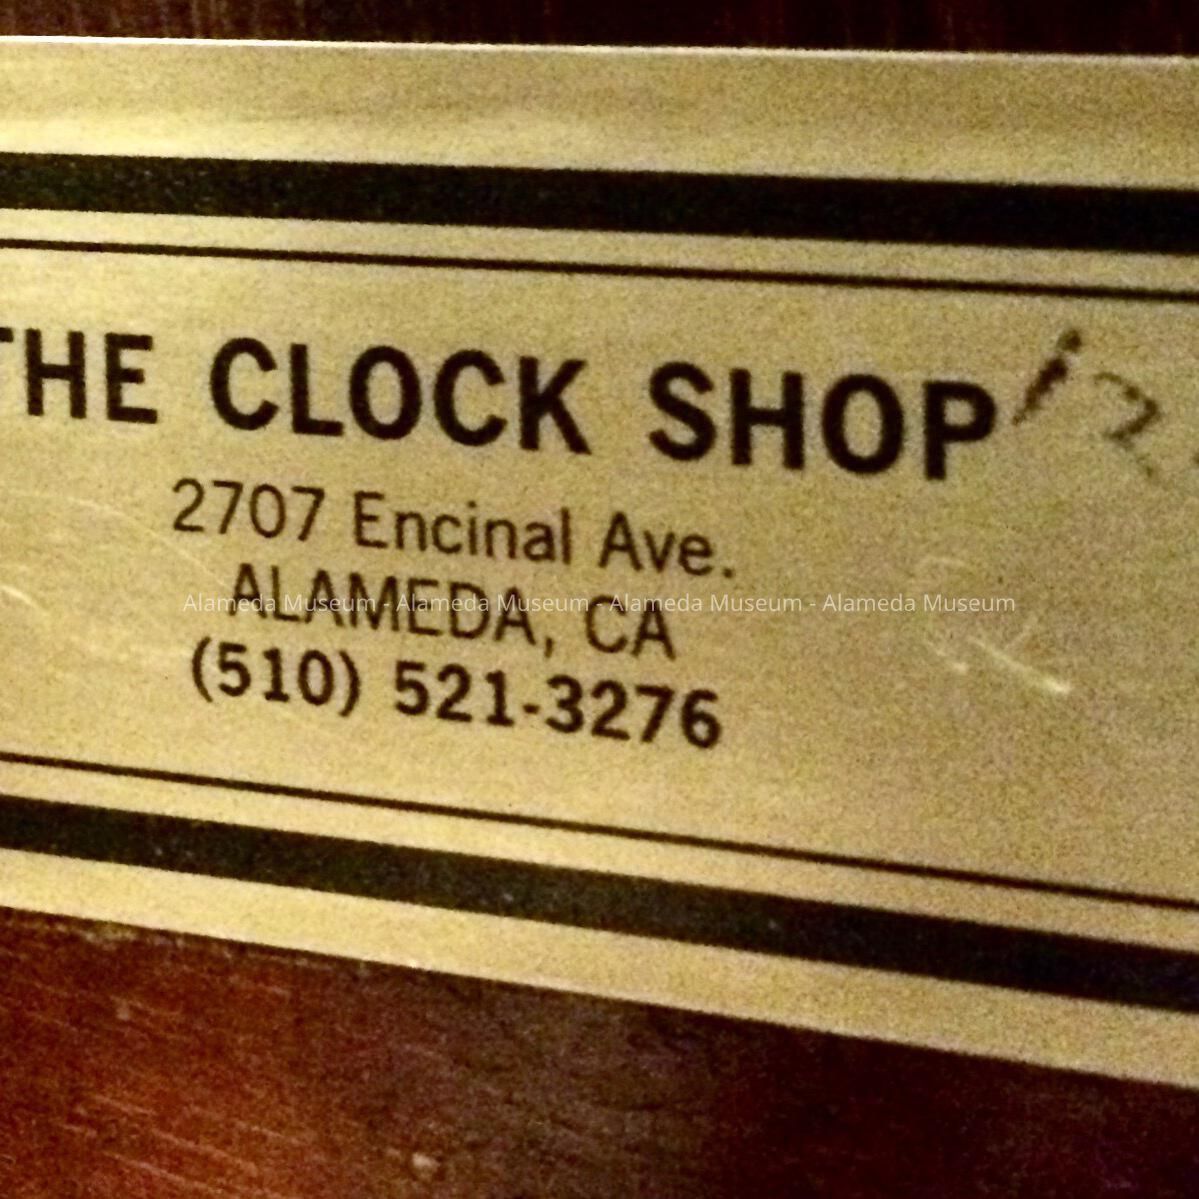 THE CLOCK SHOP
2707 Encinal Ave.
ALAMEDA, CA
Alameda Museum - Alameda Museum - Alameda Museum - Alameda Museum
(510) 521-3276